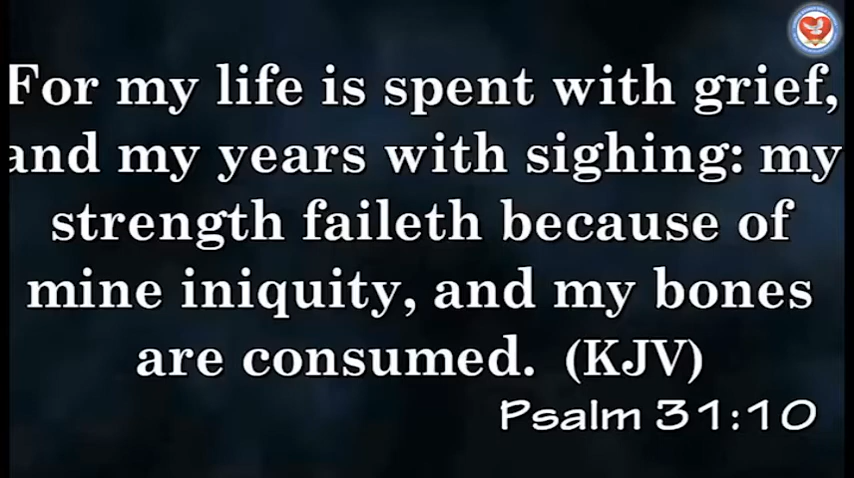 For my life is spent with grief,
and my years with sighing: my
strength faileth because of
mine iniquity, and my bones
are consumed. (KJV)
Psalm 31:10